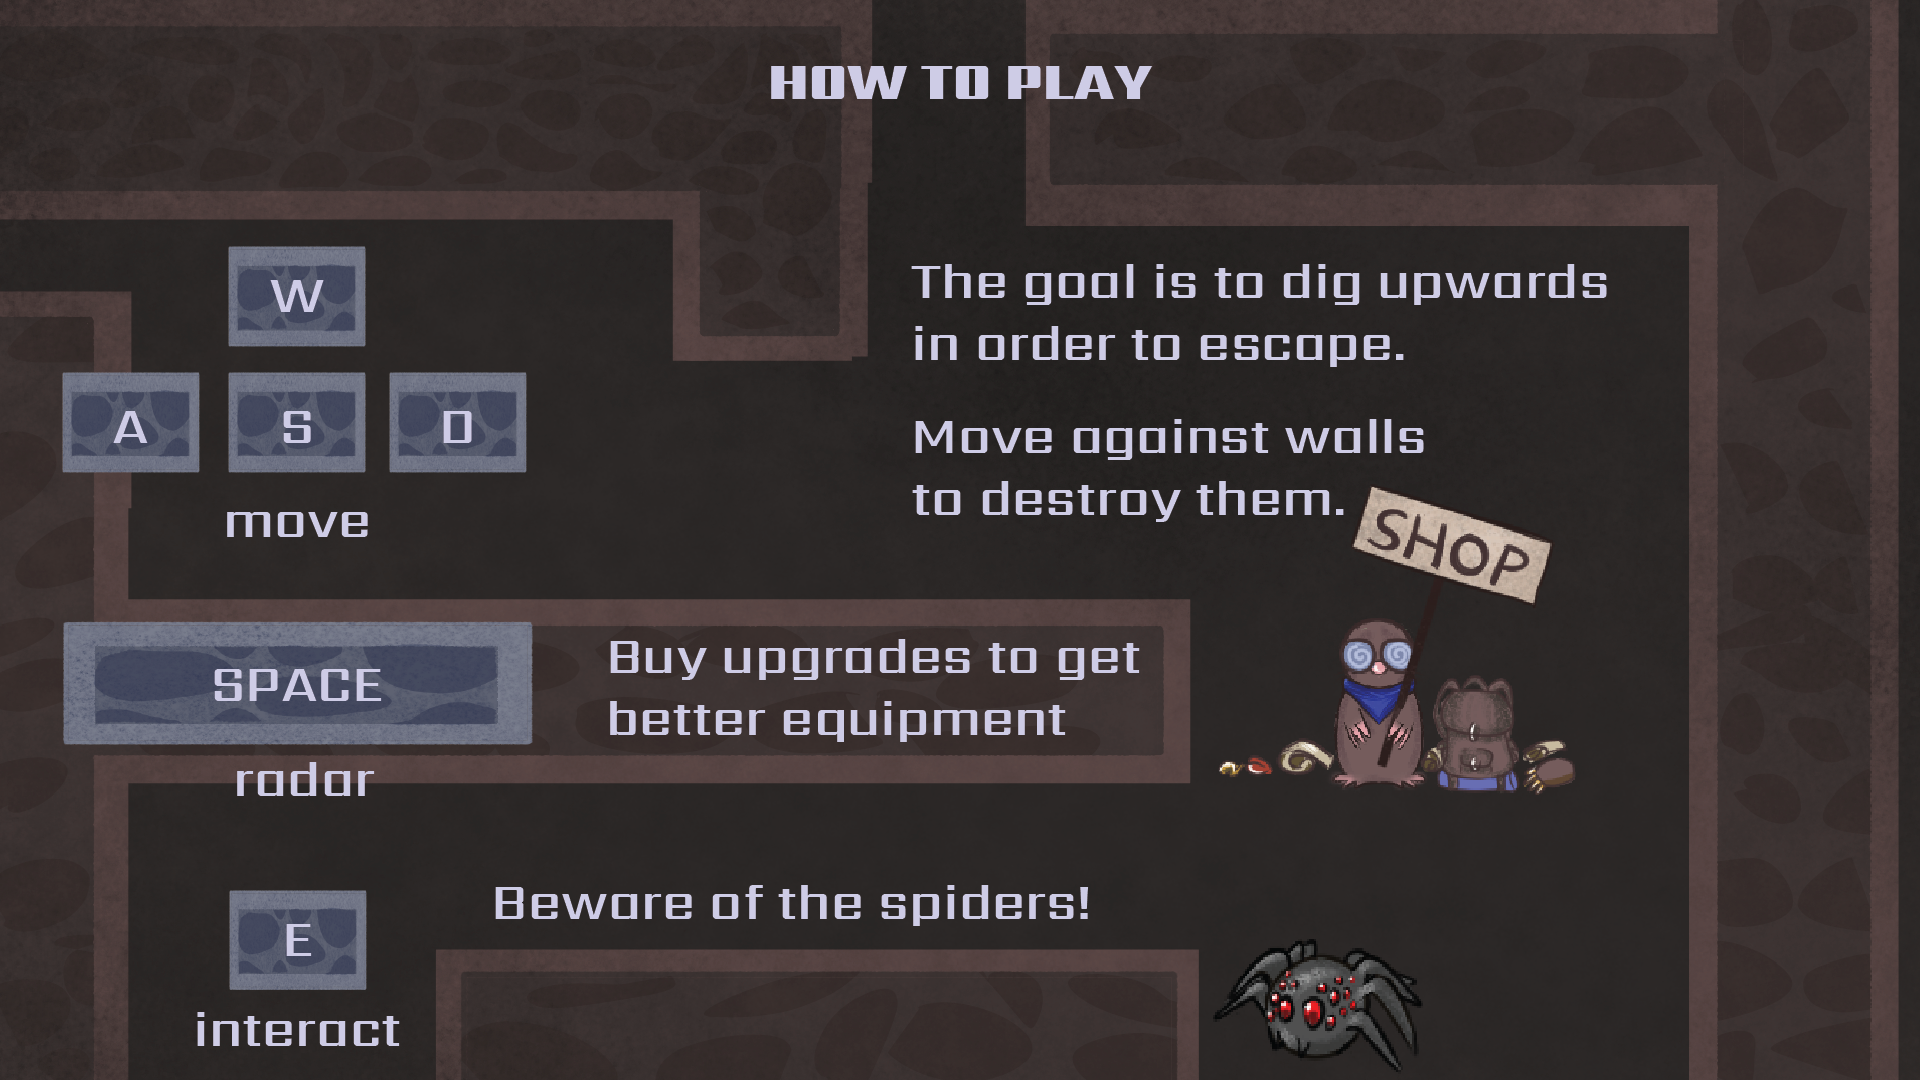 HOW TO PLAY
W
A S D
move
The goal is to dig upwards
in order to escape.
Move against walls
to destroy them.
SHOP
SPACE
radar
Buy upgrades to get
better equipment
E
interact
Beware of the spiders!